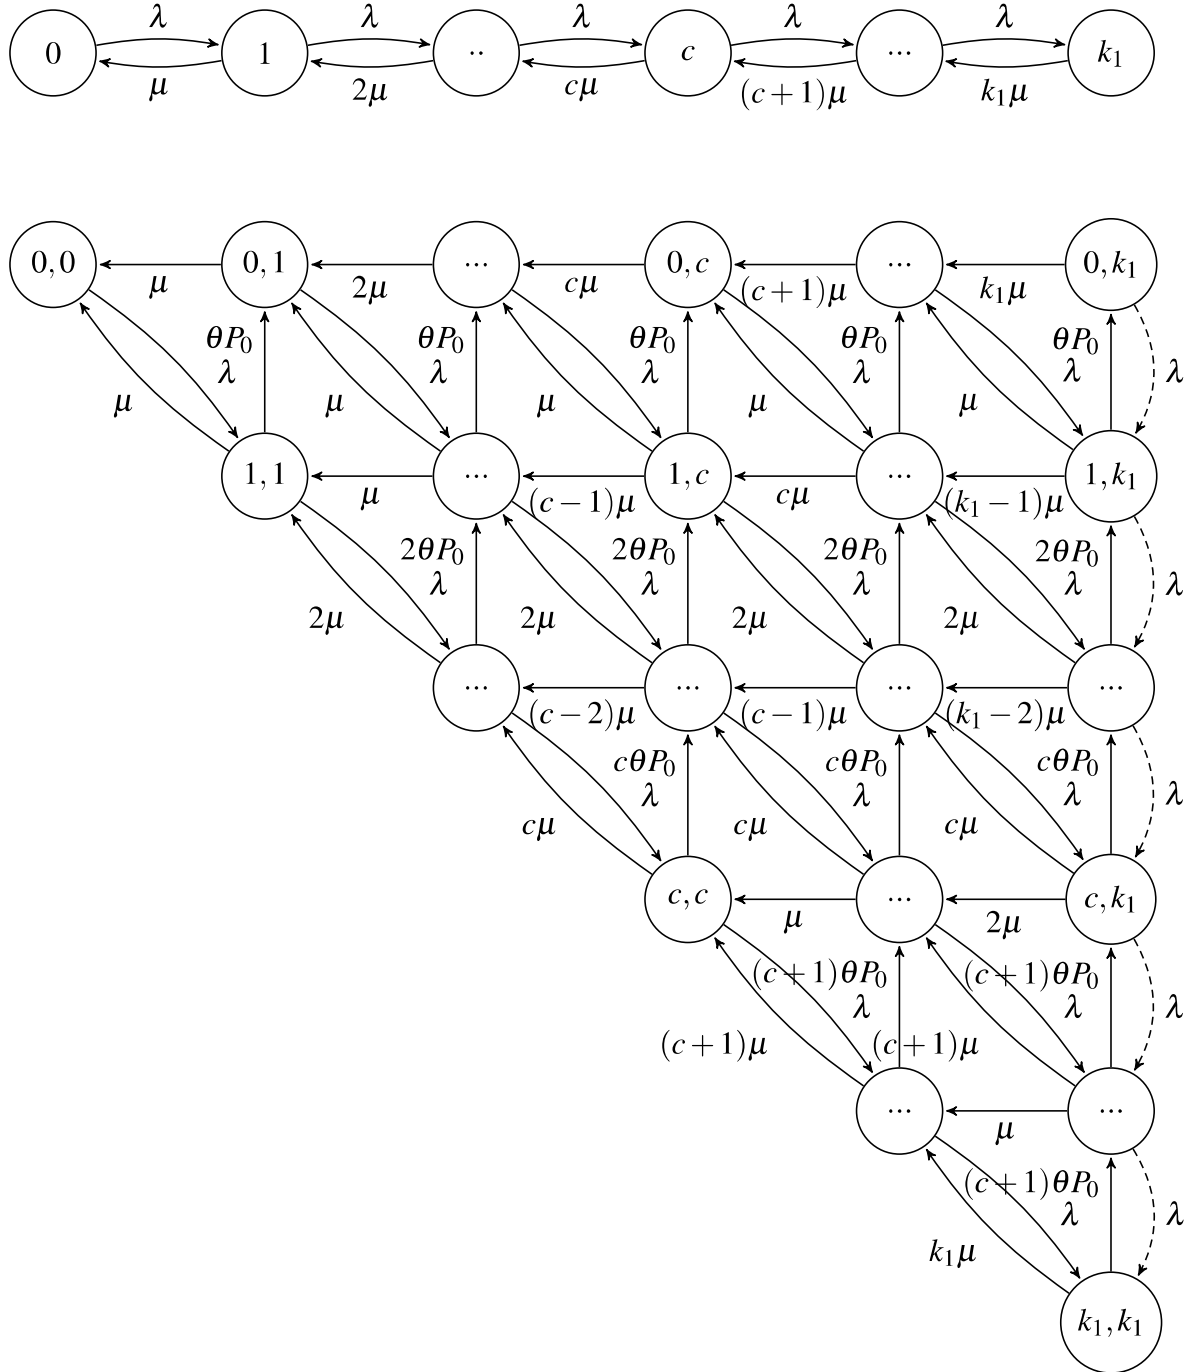 λ λ λ λ λ
0 1 .. c ... k₁
μ 2μ cμ (c+1)μ k₁μ
0,0 0,1 ... 0,c ... 0,k₁
μ 2μ cμ (c+1)μ k₁μ
θP₀ θP₀ θP₀ θP₀ θP₀
λ λ λ λ λ λ
μ μ μ μ μ
1,1 ... 1,c ... 1,k₁
μ (c−1)μ cμ (k₁−1)μ
2θP₀ 2θP₀ 2θP₀ 2θP₀
λ λ λ λ λ
2μ 2μ 2μ 2μ
... ... ... ...
(c−2)μ (c−1)μ (k₁−2)μ
cθP₀ cθP₀ cθP₀
λ λ λ λ
cμ cμ cμ
c,c ... c,k₁
μ 2μ
(c+1)θP₀ (c+1)θP₀
λ λ λ
(c+1)μ (c+1)μ
... ...
μ
(c+1)θP₀
λ λ
k₁μ
k₁,k₁